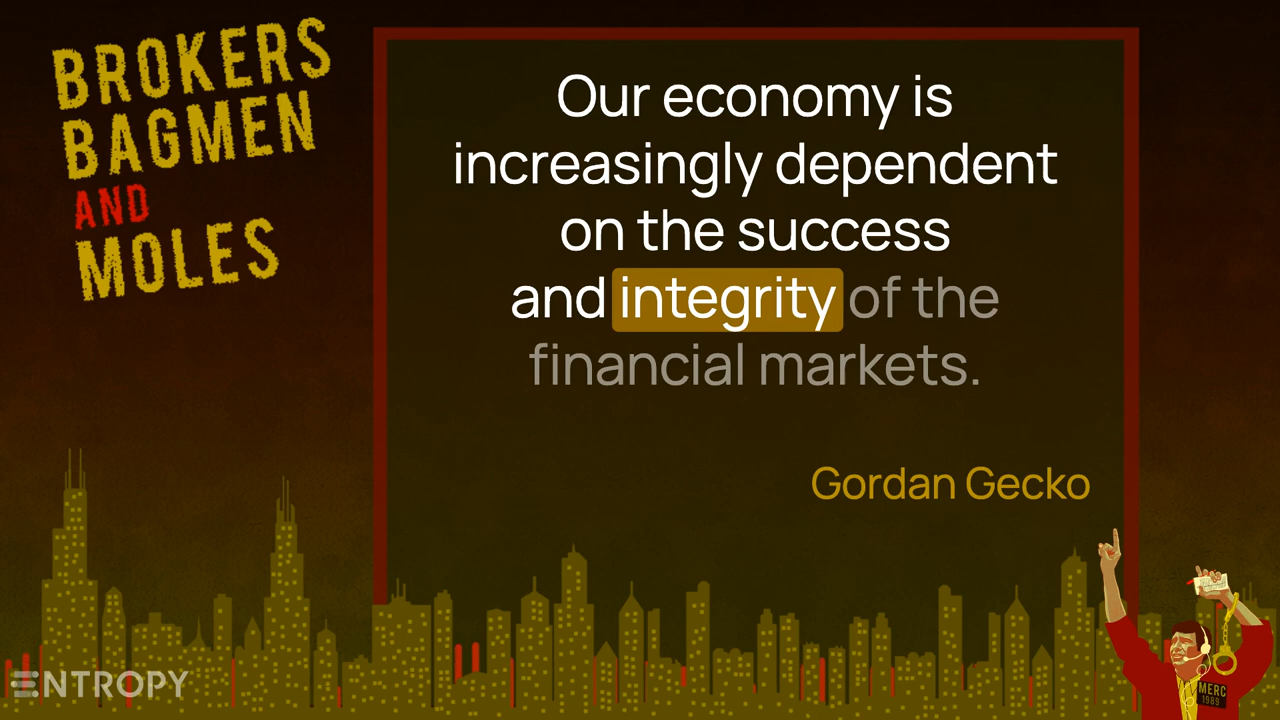 BROKERS
BAGMEN
AND
MOLES
Our economy is
increasingly dependent
on the success
and integrity of the
financial markets.
Gordan Gecko
ENTROPY
MERC
1989